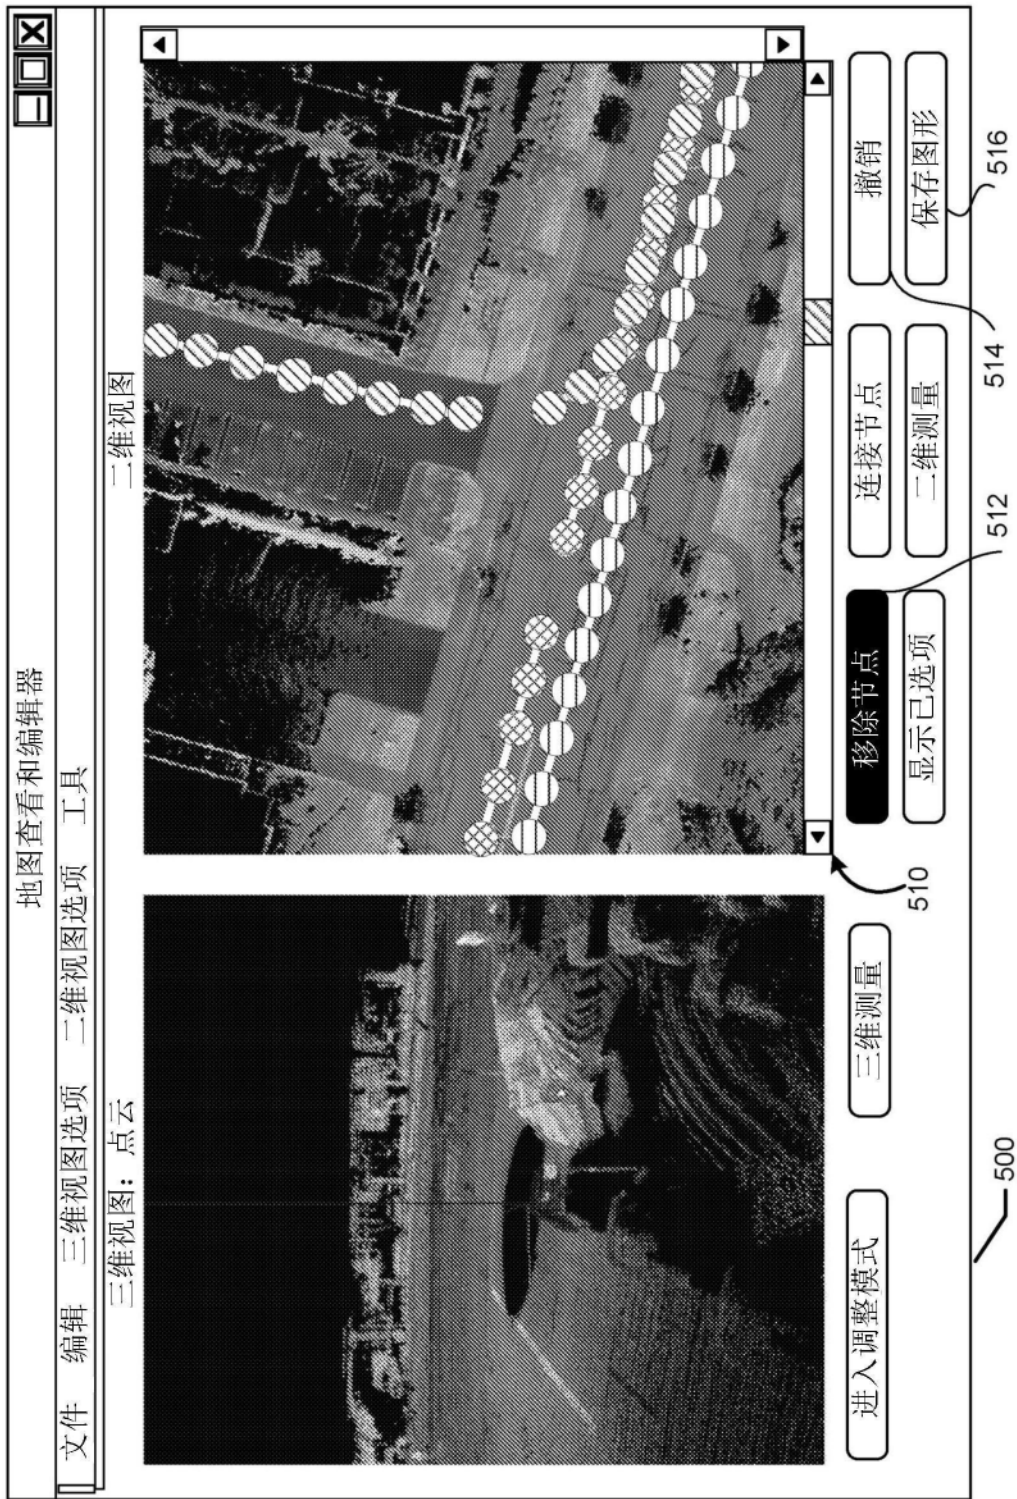 地图查看和编辑器
文件 编辑 三维视图选项 二维视图选项 工具
三维视图：点云
二维视图
进入调整模式
三维测量
移除节点
连接节点
撤销
显示已选项
二维测量
保存图形
510
512
514
516
500